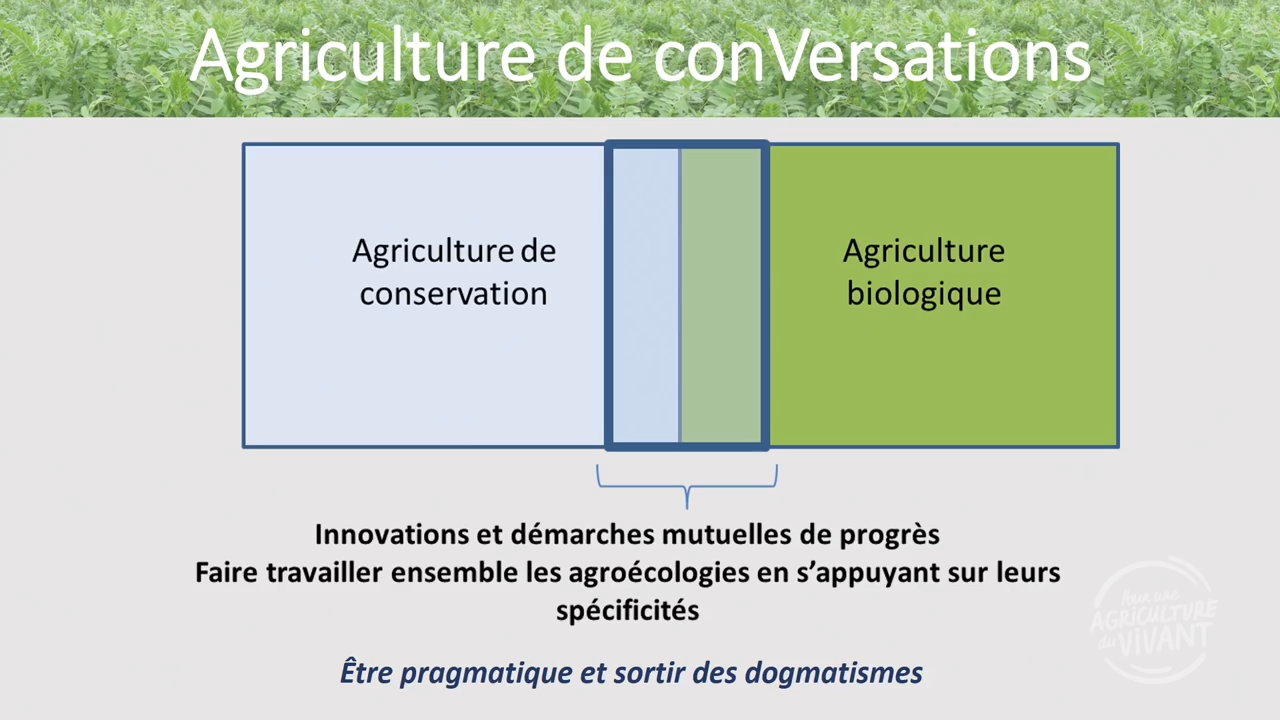 Agriculture de conVersations
Agriculture de
conservation
Agriculture
biologique
Innovations et démarches mutuelles de progrès
Faire travailler ensemble les agroécologies en s'appuyant sur leurs
spécificités
Être pragmatique et sortir des dogmatismes
Pour une
AGRICULTURE
du VIVANT